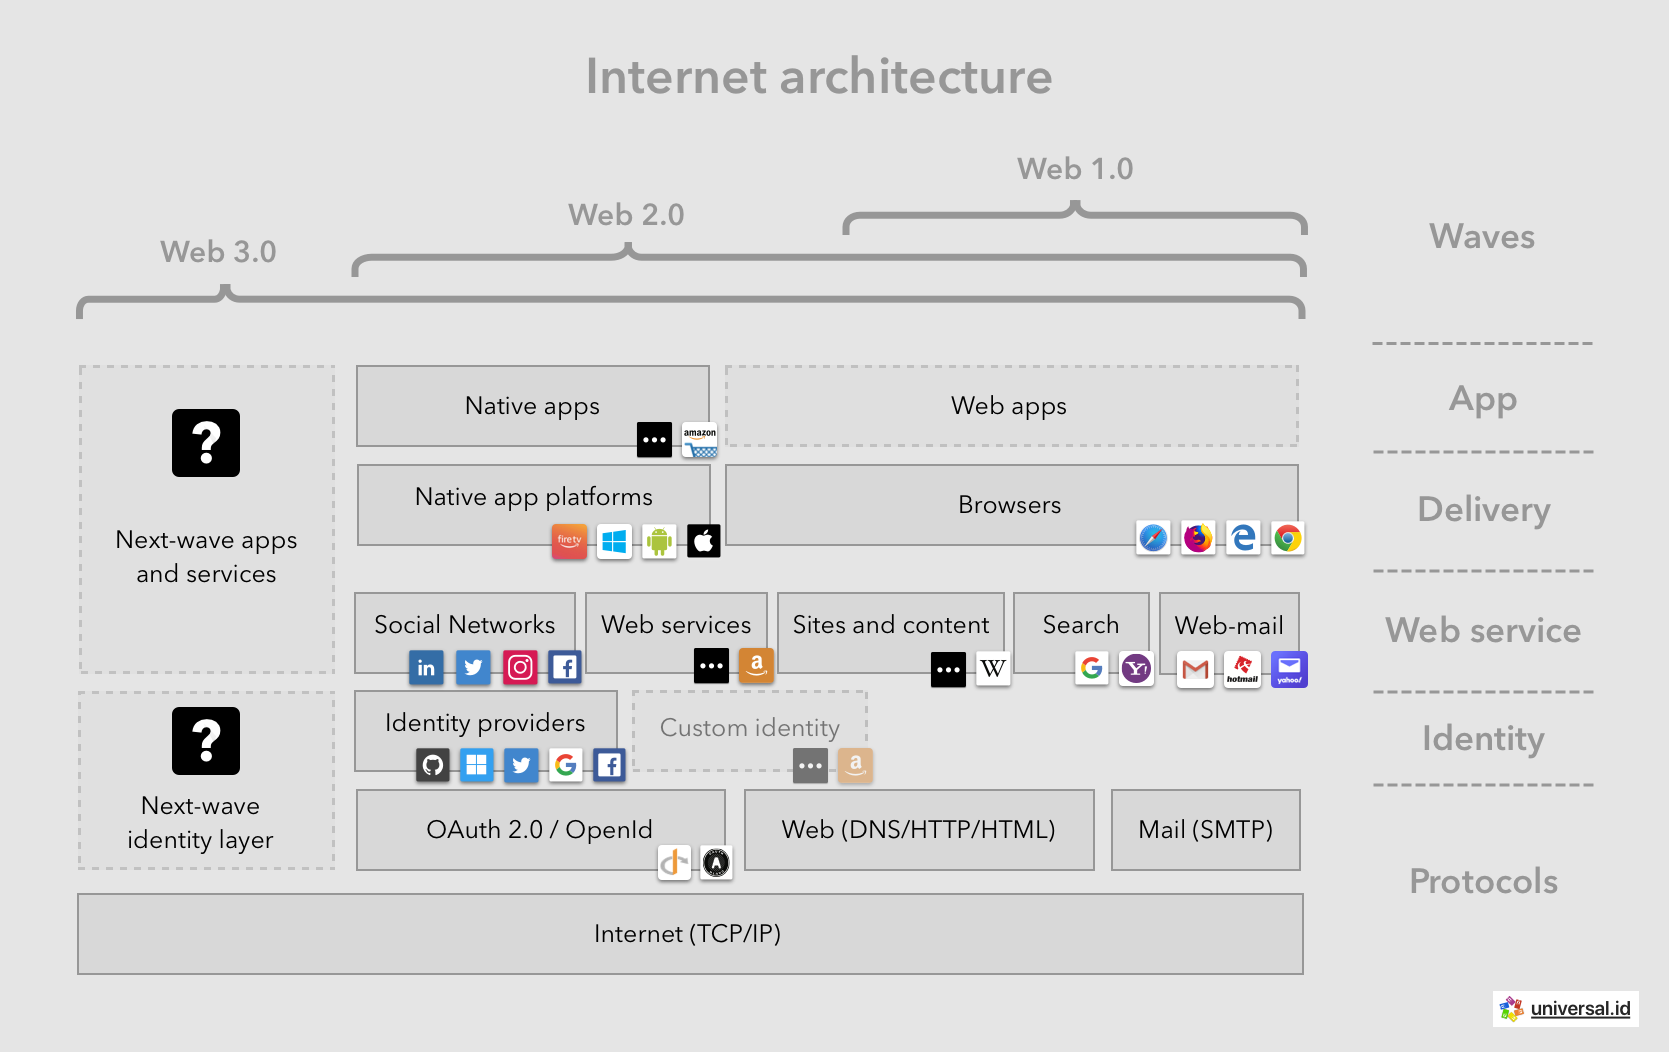 Internet architecture
Web 1.0
Web 2.0
Web 3.0
Waves
?
Next-wave apps
and services
Native apps
amazon
Web apps
App
Native app platforms
fire tv
Browsers
Delivery
Social Networks
in
Web services
a
Sites and content
W
Search
G
Y!
Web-mail
M
hotmail
yahoo!
Web service
?
Next-wave
identity layer
Identity providers
G
Custom identity
a
Identity
OAuth 2.0 / OpenId
A
Web (DNS/HTTP/HTML)
Mail (SMTP)
Protocols
Internet (TCP/IP)
universal.id